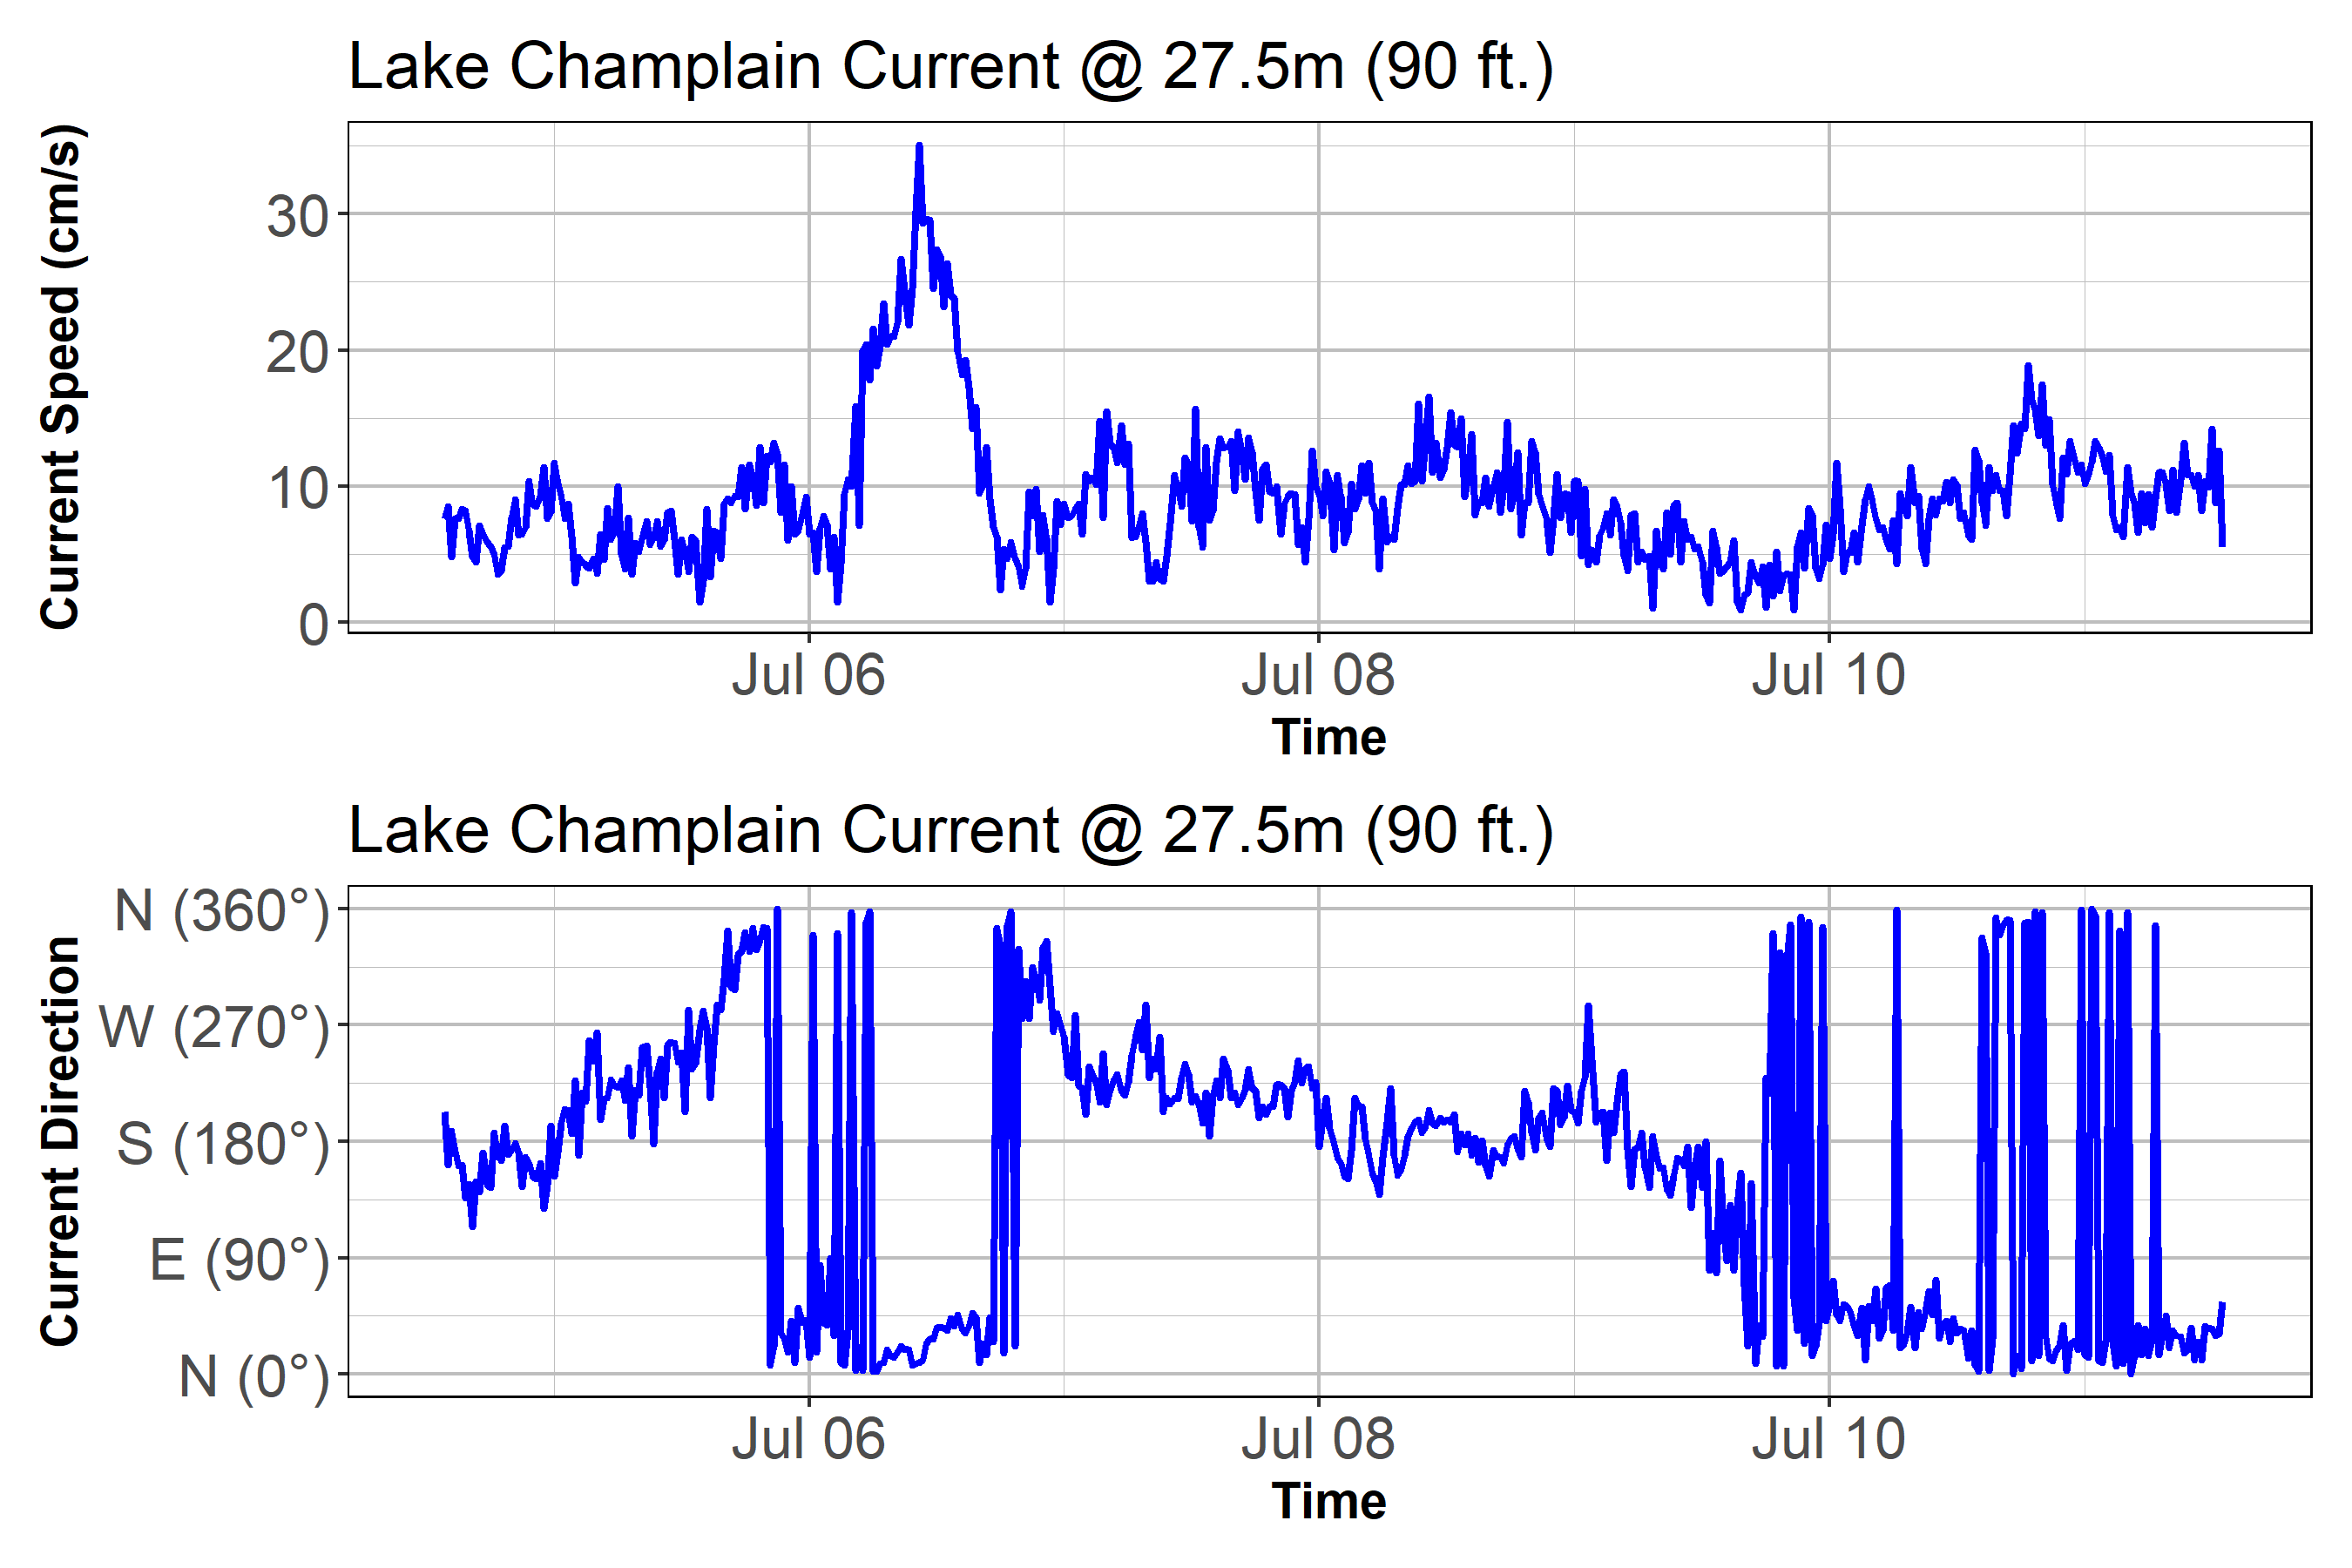 Lake Champlain Current @ 27.5m (90 ft.)
Current Speed (cm/s)
30
20
10
0
Jul 06 Jul 08 Jul 10
Time
Lake Champlain Current @ 27.5m (90 ft.)
Current Direction
N (360°)
W (270°)
S (180°)
E (90°)
N (0°)
Jul 06 Jul 08 Jul 10
Time